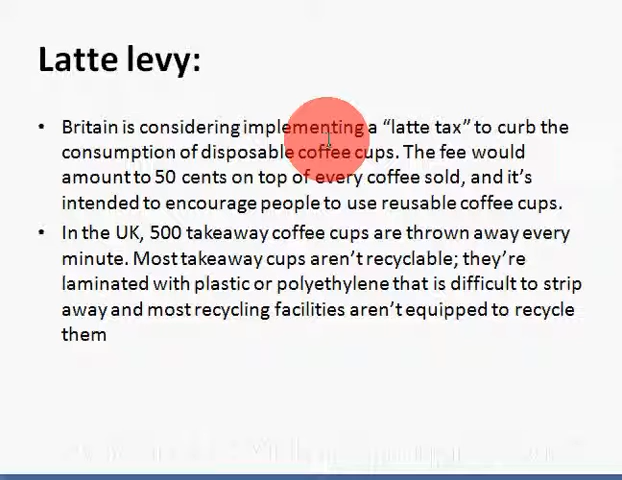 Latte levy:
• Britain is considering implementing a “latte tax” to curb the
consumption of disposable coffee cups. The fee would
amount to 50 cents on top of every coffee sold, and it’s
intended to encourage people to use reusable coffee cups.
• In the UK, 500 takeaway coffee cups are thrown away every
minute. Most takeaway cups aren’t recyclable; they’re
laminated with plastic or polyethylene that is difficult to strip
away and most recycling facilities aren’t equipped to recycle
them